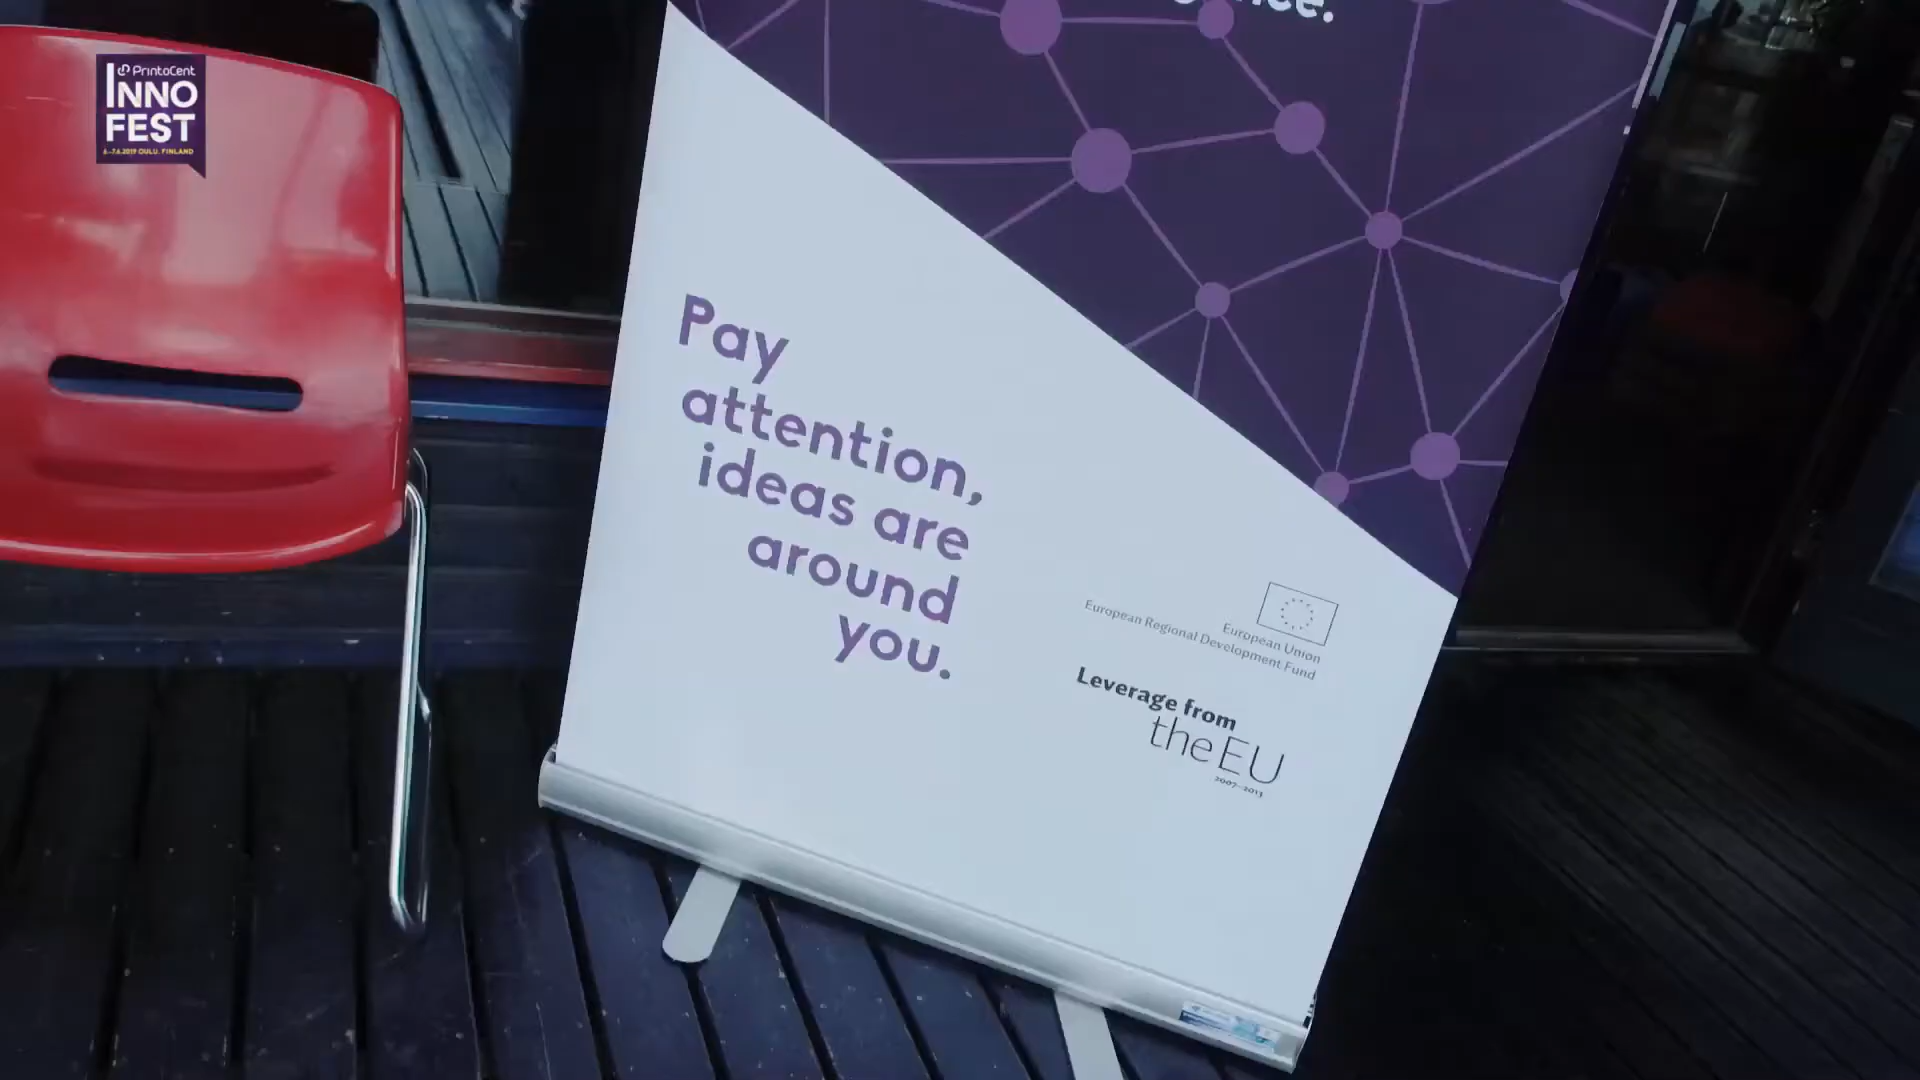 PrintoCent
INNO
FEST
6–7.6.2019 OULU, FINLAND
Pay
attention,
ideas are
around
you.
European Union
European Regional Development Fund
Leverage from
the EU
2007–2013